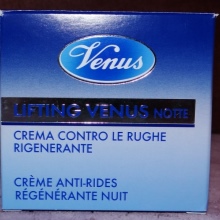 Venus
LIFTING VENUS NOTTE
CREMA CONTRO LE RUGHE
RIGENERANTE
CRÈME ANTI-RIDES
RÉGÉNÉRANTE NUIT